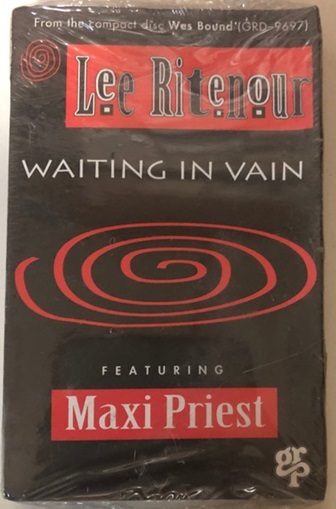 From the compact disc Wes Bound (GRD-9697)
Lee Ritenour
WAITING IN VAIN
FEATURING
Maxi Priest
grp